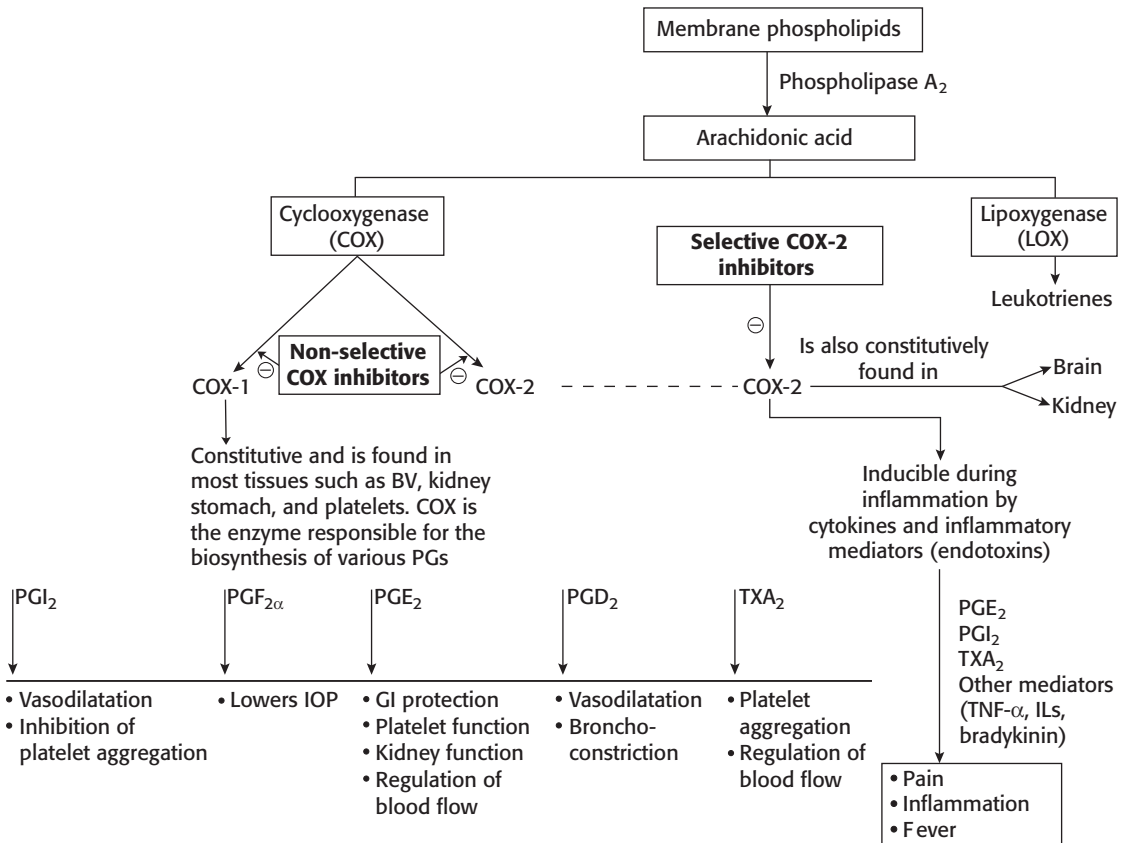 Membrane phospholipids
Phospholipase A₂
Arachidonic acid
Cyclooxygenase
(COX)
Selective COX-2
inhibitors
Lipoxygenase
(LOX)
Leukotrienes
⊖
Non-selective
COX inhibitors
⊖
⊖
COX-1
COX-2
COX-2
Is also constitutively
found in
Brain
Kidney
Constitutive and is found in
most tissues such as BV, kidney
stomach, and platelets. COX is
the enzyme responsible for the
biosynthesis of various PGs
Inducible during
inflammation by
cytokines and inflammatory
mediators (endotoxins)
PGI₂
• Vasodilatation
• Inhibition of
platelet aggregation
PGF₂α
• Lowers IOP
PGE₂
• GI protection
• Platelet function
• Kidney function
• Regulation of
blood flow
PGD₂
• Vasodilatation
• Broncho-
constriction
TXA₂
• Platelet
aggregation
• Regulation of
blood flow
PGE₂
PGI₂
TXA₂
Other mediators
(TNF-α, ILs,
bradykinin)
• Pain
• Inflammation
• Fever